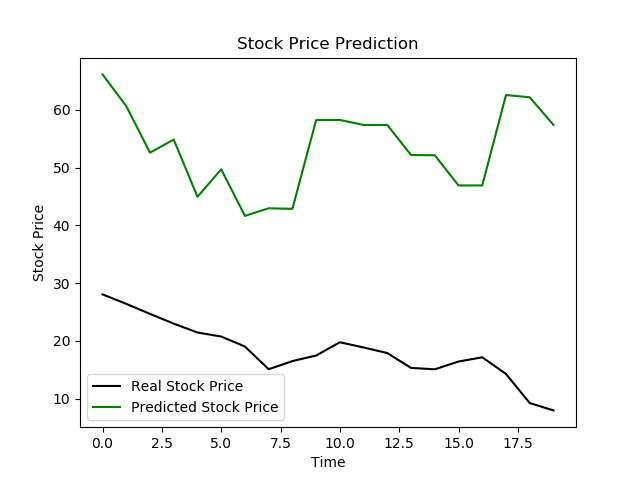 Stock Price Prediction
Stock Price
60
50
40
30
20
10
Real Stock Price
Predicted Stock Price
0.0 2.5 5.0 7.5 10.0 12.5 15.0 17.5
Time